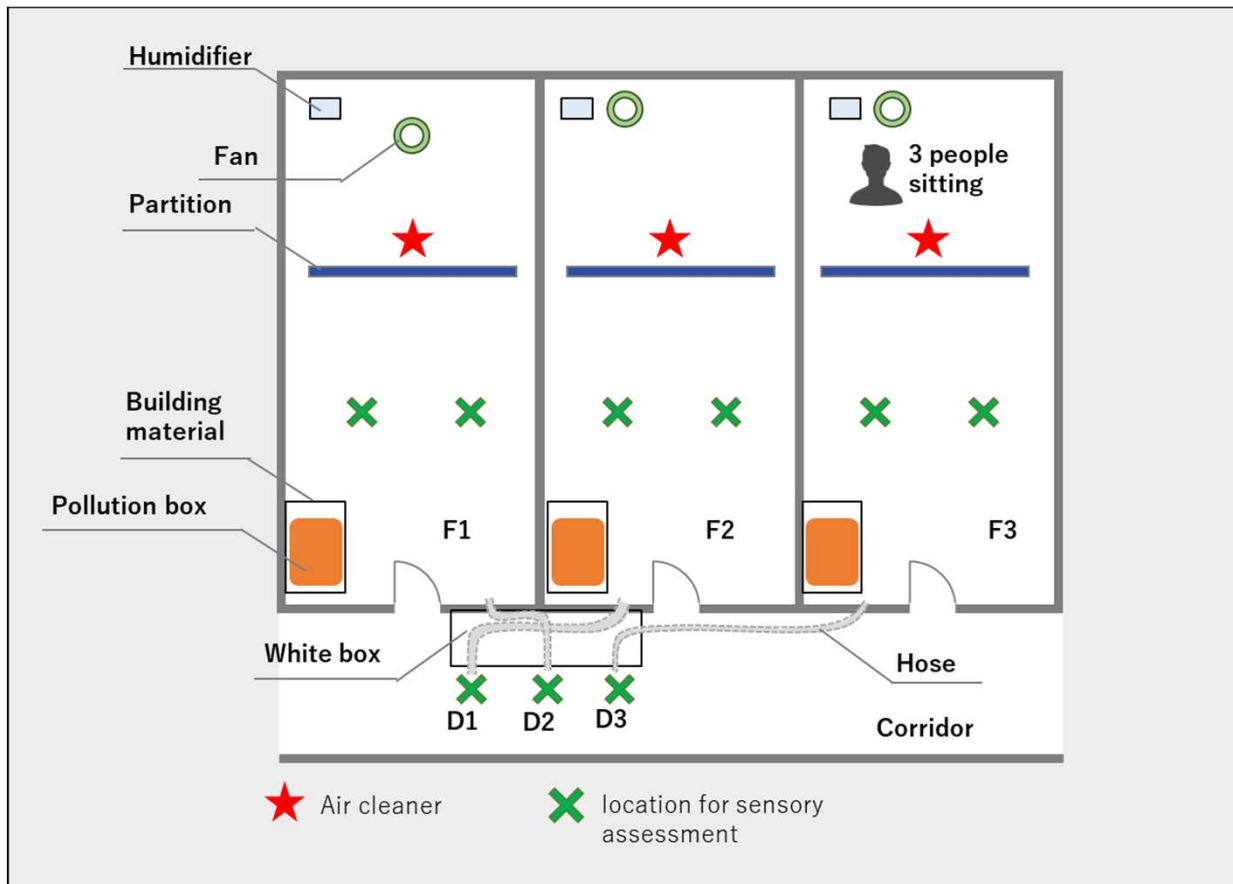 Humidifier
Fan
Partition
3 people
sitting
Building
material
Pollution box
F1
F2
F3
White box
Hose
D1
D2
D3
Corridor
Air cleaner
location for sensory
assessment